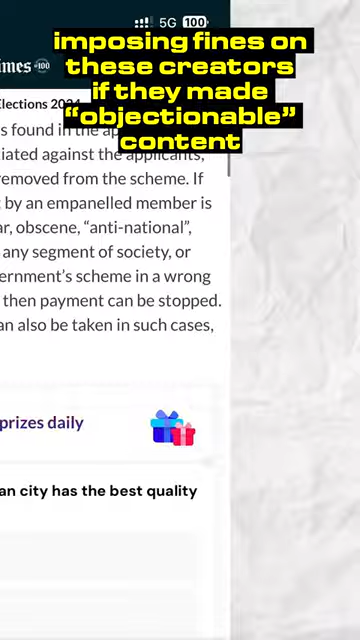 5G 100
imposing fines on
these creators
if they made
“objectionable”
content
imes
Elections
s found in the
iated against the applicants,
removed from the scheme. If
t by an empanelled member is
ar, obscene, “anti-national”,
any segment of society, or
ernment’s scheme in a wrong
then payment can be stopped.
an also be taken in such cases,
prizes daily
an city has the best quality